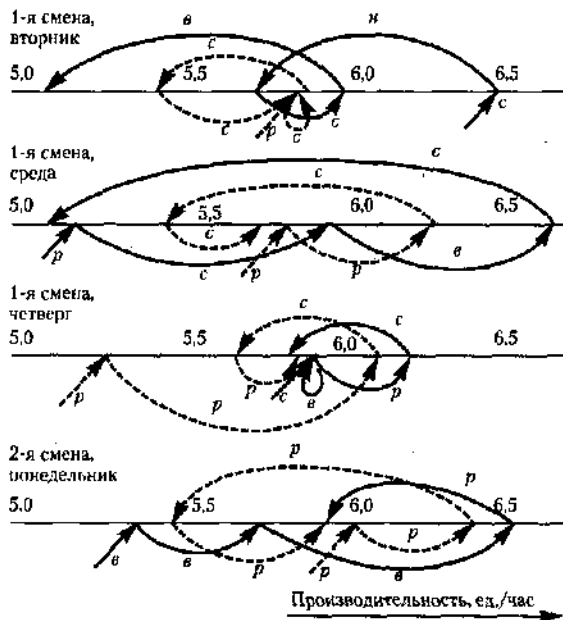 1-я смена,
вторник
в н
с
5,0 5,5 6,0 6,5
с р с с с
1-я смена,
среда
с
с
5,0 5,5 6,0 6,5
р с с р р в
1-я смена,
четверг
с с
5,0 5,5 6,0 6,5
р р р с в р
2-я смена,
понедельник
р р
5,0 5,5 6,0 6,5
в в р р р в
Производительность, ед./час